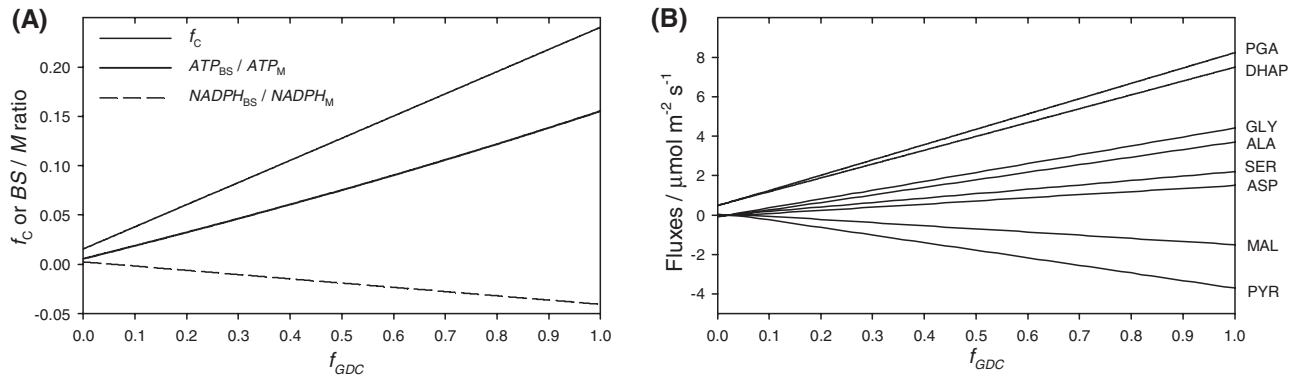 (A)
f_C or BS / M ratio
0.20
0.15
0.10
0.05
0.00
-0.05
f_C
ATP_BS / ATP_M
NADPH_BS / NADPH_M
0.0 0.1 0.2 0.3 0.4 0.5 0.6 0.7 0.8 0.9 1.0
f_GDC
(B)
Fluxes / μmol m⁻² s⁻¹
8
6
4
2
0
-2
-4
PGA
DHAP
GLY
ALA
SER
ASP
MAL
PYR
0.0 0.1 0.2 0.3 0.4 0.5 0.6 0.7 0.8 0.9 1.0
f_GDC